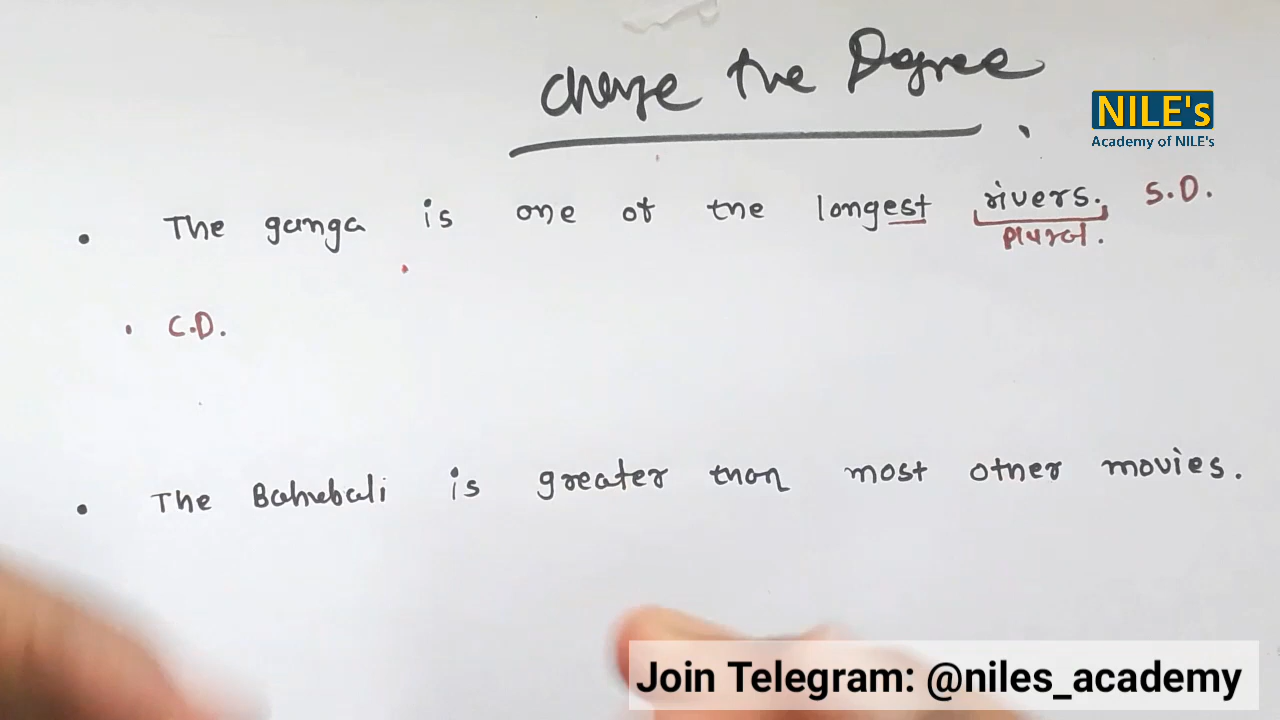 Change the Degree.
NILE's
Academy of NILE's
• The ganga is one of the longest rivers. S.D.
plural.
• C.D.
• The Bahubali is greater than most other movies.
Join Telegram: @niles_academy